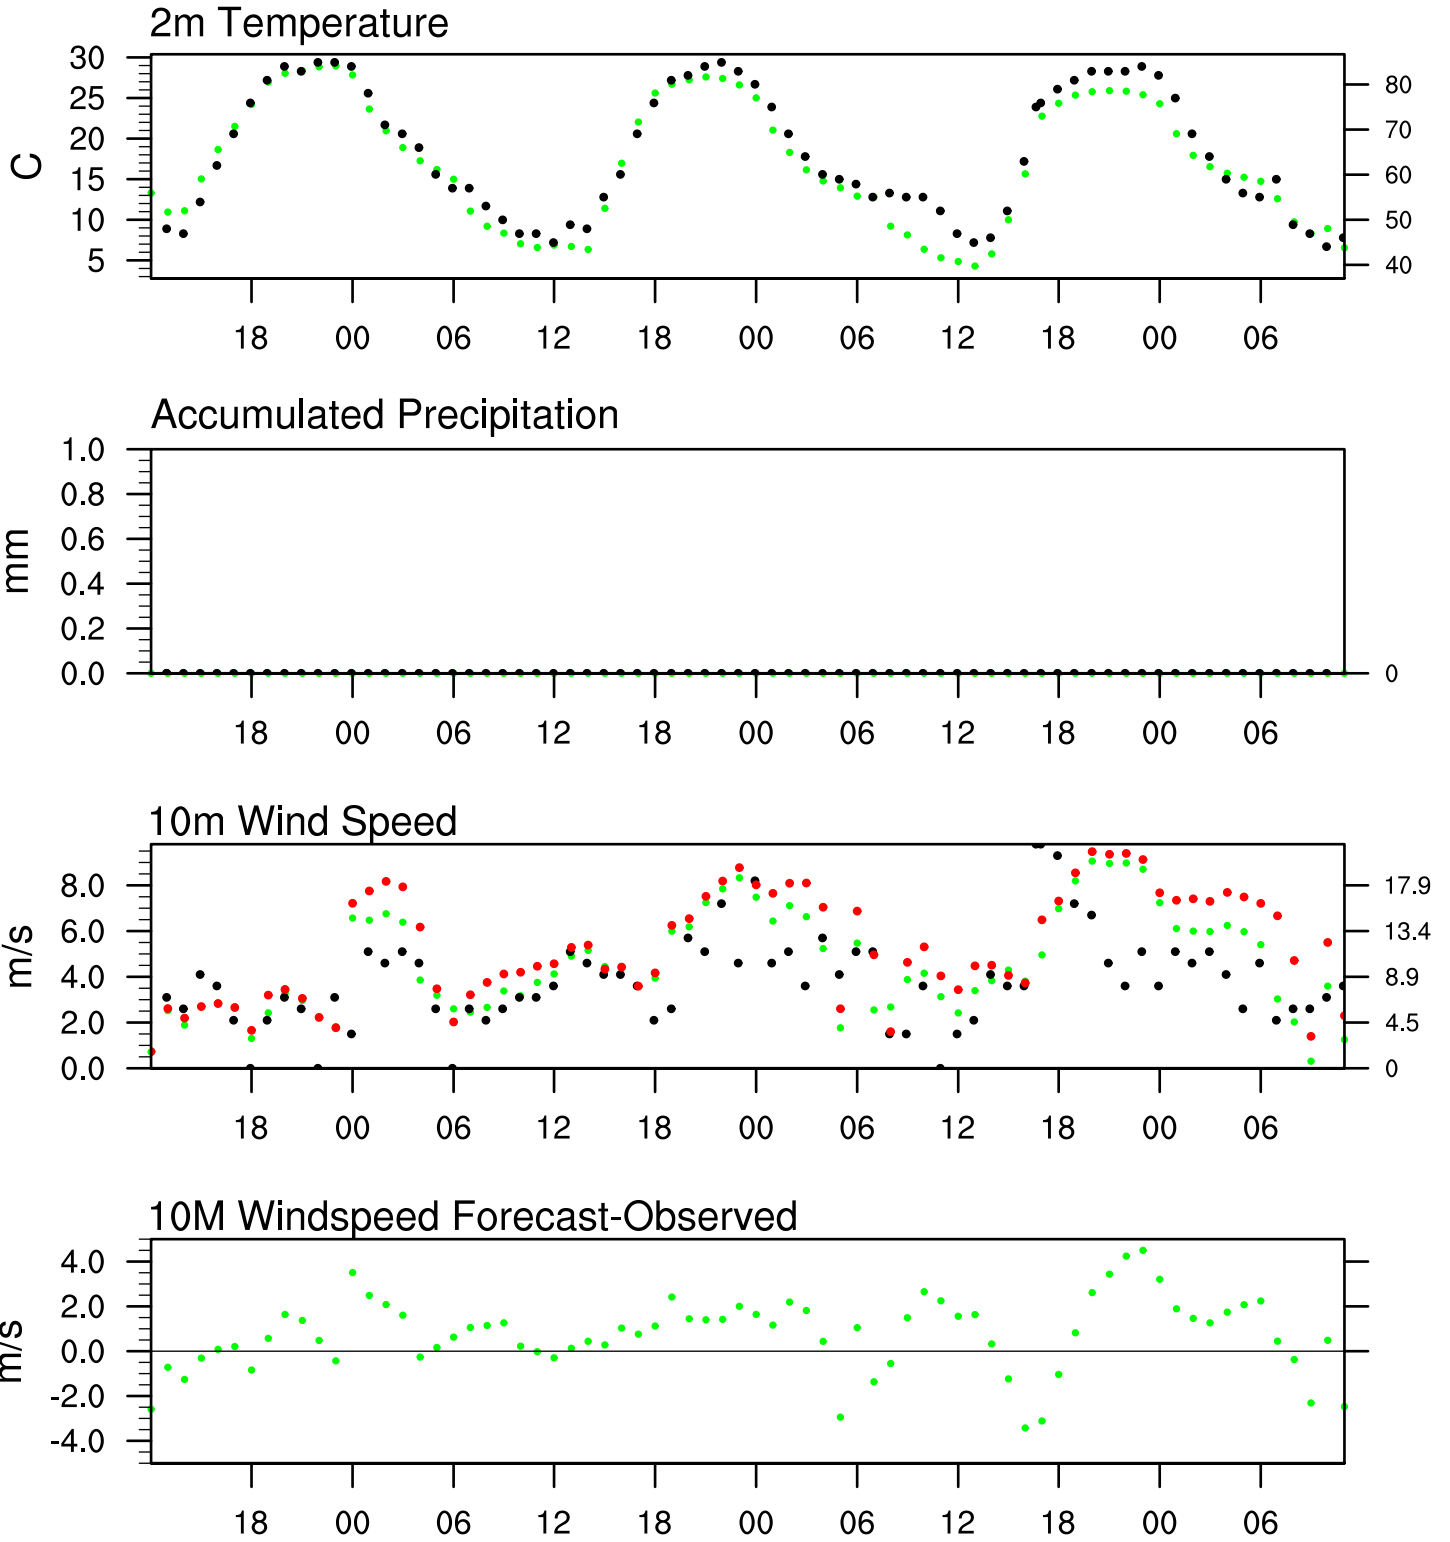 2m Temperature
30
25
20
15
10
5
C
80
70
60
50
40
18 00 06 12 18 00 06 12 18 00 06
Accumulated Precipitation
1.0
0.8
0.6
0.4
0.2
0.0
mm
0
18 00 06 12 18 00 06 12 18 00 06
10m Wind Speed
8.0
6.0
4.0
2.0
0.0
m/s
17.9
13.4
8.9
4.5
0
18 00 06 12 18 00 06 12 18 00 06
10M Windspeed Forecast-Observed
4.0
2.0
0.0
-2.0
-4.0
m/s
18 00 06 12 18 00 06 12 18 00 06